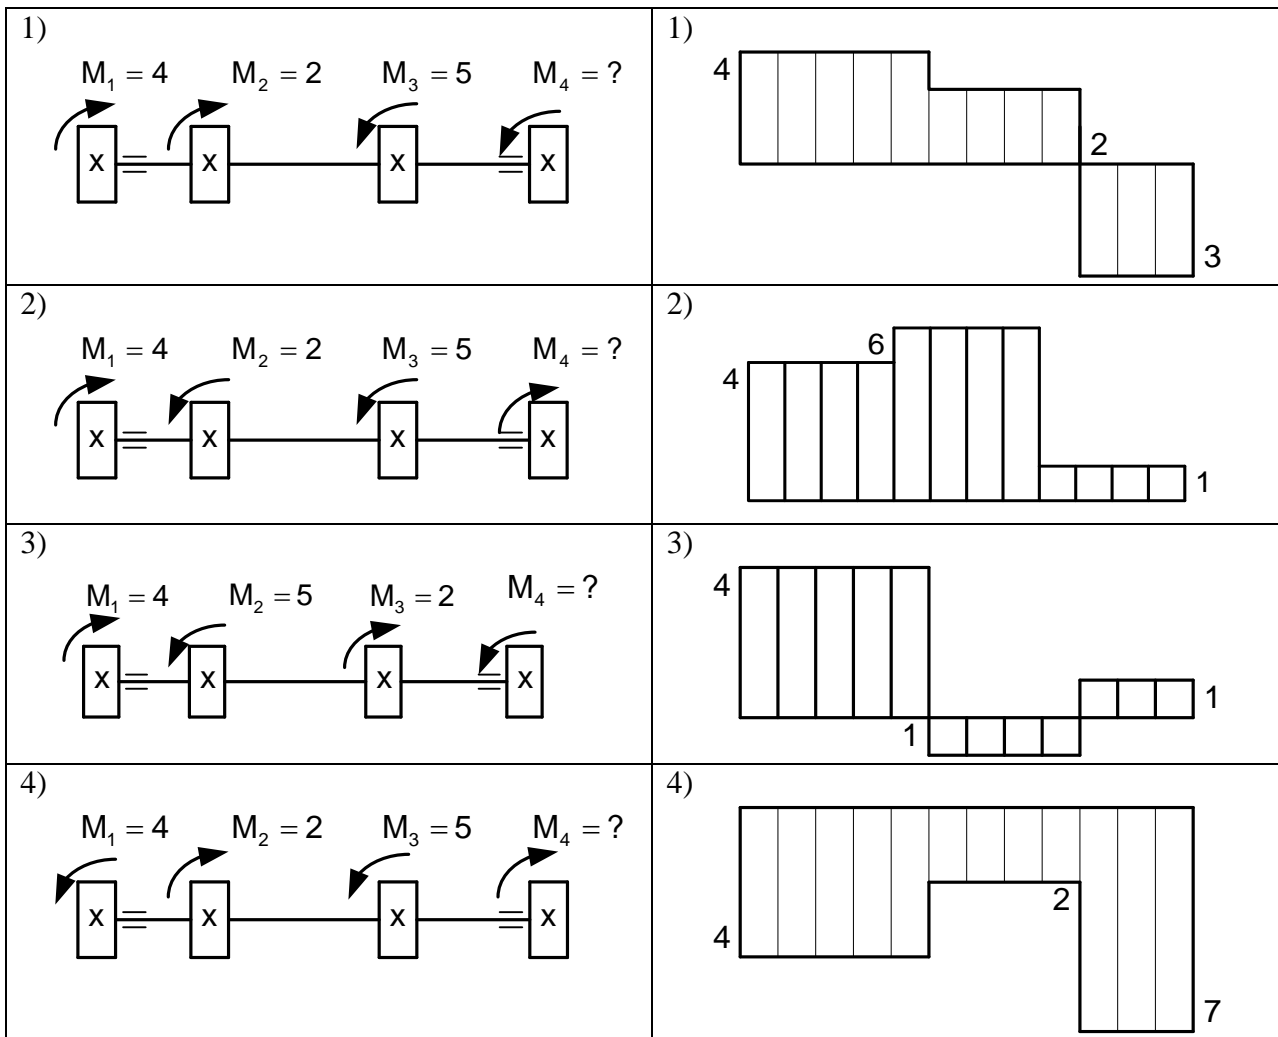 1)
M₁ = 4 M₂ = 2 M₃ = 5 M₄ = ?
x x x x
1)
4
2
3
2)
M₁ = 4 M₂ = 2 M₃ = 5 M₄ = ?
x x x x
2)
6
4
1
3)
M₁ = 4 M₂ = 5 M₃ = 2 M₄ = ?
x x x x
3)
4
1
1
4)
M₁ = 4 M₂ = 2 M₃ = 5 M₄ = ?
x x x x
4)
2
4
7